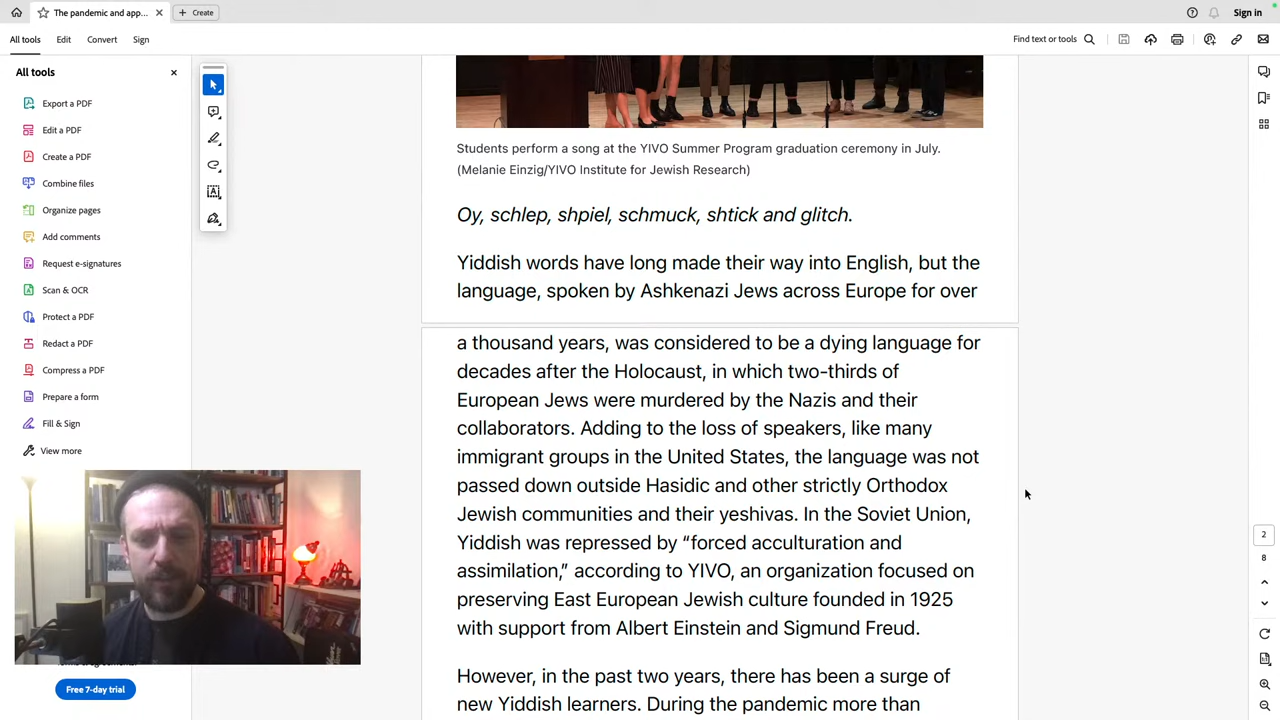 The pandemic and app...
Create
Sign in
All tools
Edit
Convert
Sign
Find text or tools
All tools
Export a PDF
Edit a PDF
Create a PDF
Combine files
Organize pages
Add comments
Request e-signatures
Scan & OCR
Protect a PDF
Redact a PDF
Compress a PDF
Prepare a form
Fill & Sign
View more
Free 7-day trial
Students perform a song at the YIVO Summer Program graduation ceremony in July.
(Melanie Einzig/YIVO Institute for Jewish Research)
Oy, schlep, shpiel, schmuck, shtick and glitch.
Yiddish words have long made their way into English, but the
language, spoken by Ashkenazi Jews across Europe for over
a thousand years, was considered to be a dying language for
decades after the Holocaust, in which two-thirds of
European Jews were murdered by the Nazis and their
collaborators. Adding to the loss of speakers, like many
immigrant groups in the United States, the language was not
passed down outside Hasidic and other strictly Orthodox
Jewish communities and their yeshivas. In the Soviet Union,
Yiddish was repressed by “forced acculturation and
assimilation,” according to YIVO, an organization focused on
preserving East European Jewish culture founded in 1925
with support from Albert Einstein and Sigmund Freud.
However, in the past two years, there has been a surge of
new Yiddish learners. During the pandemic more than
2
8